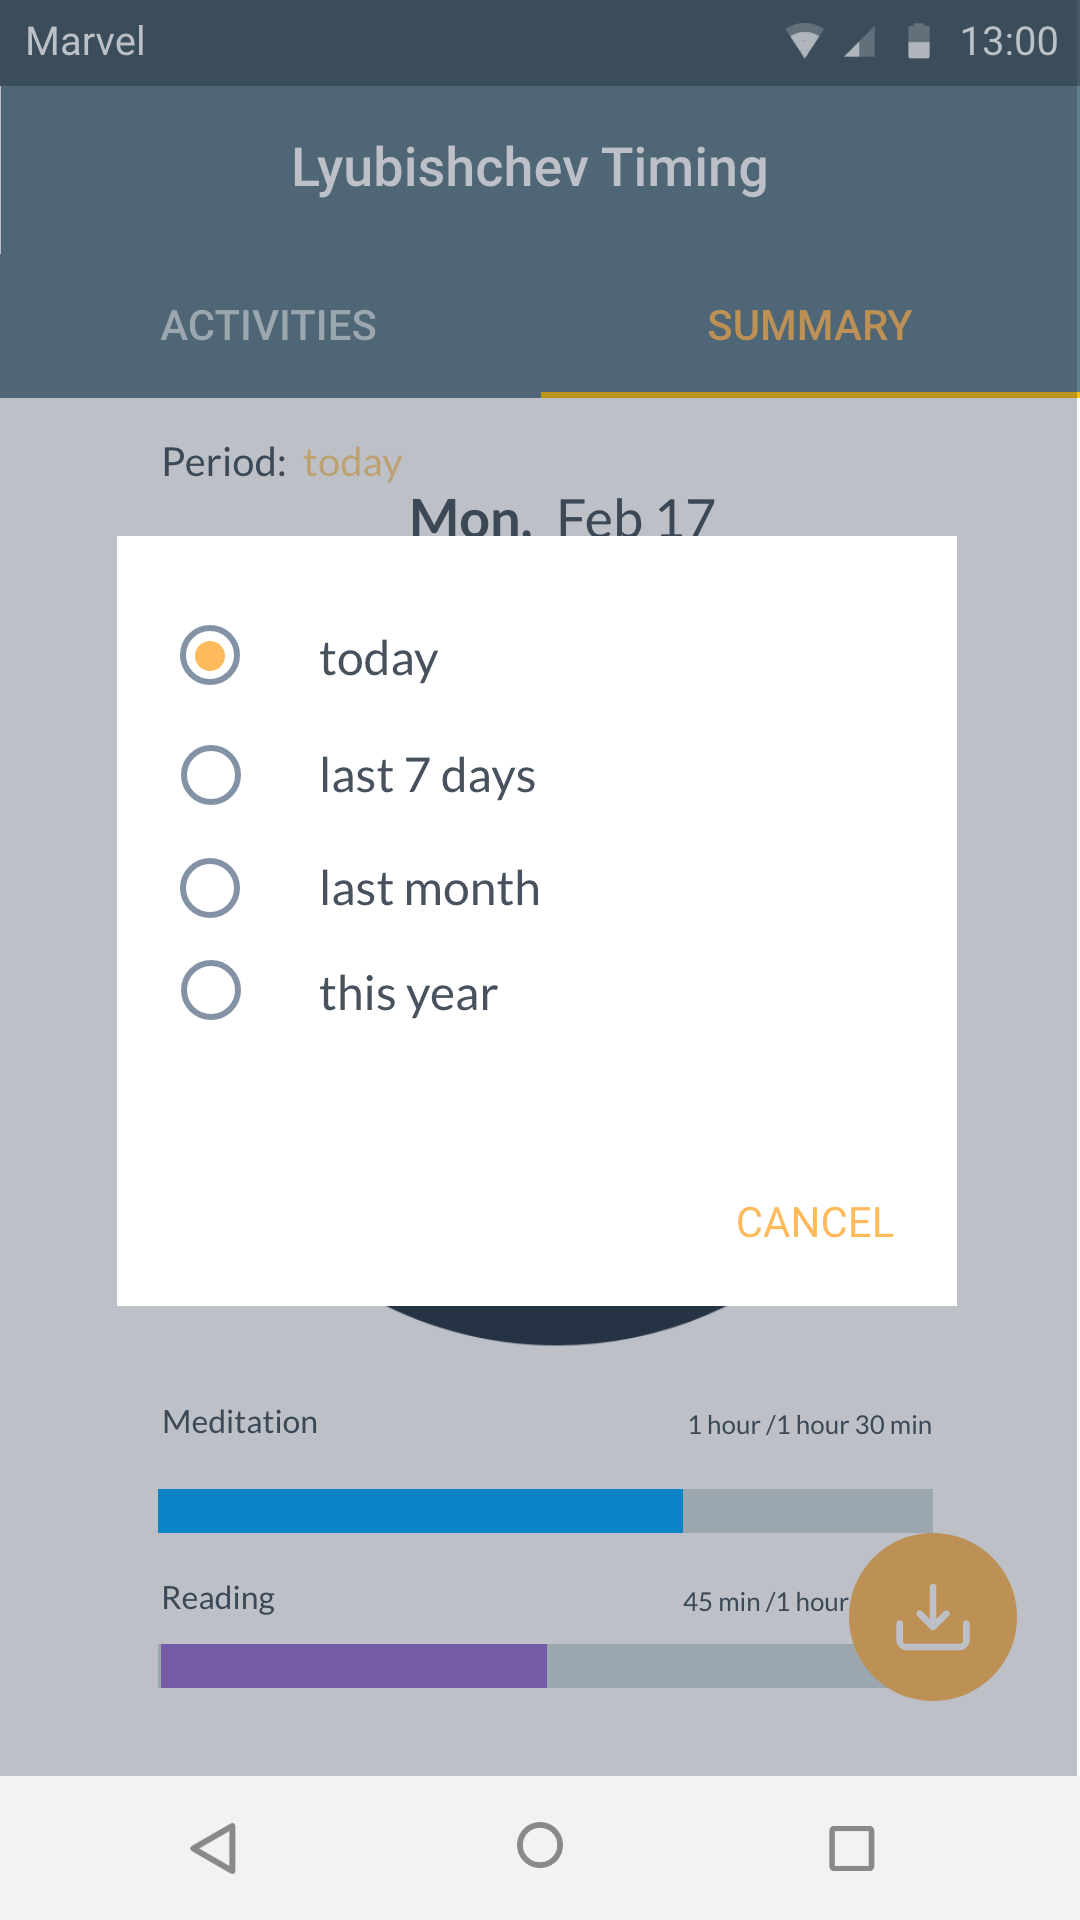 Marvel 13:00
Lyubishchev Timing
ACTIVITIES SUMMARY
Period: today
Mon. Feb 17
today
last 7 days
last month
this year
CANCEL
Meditation 1 hour /1 hour 30 min
Reading 45 min /1 hour